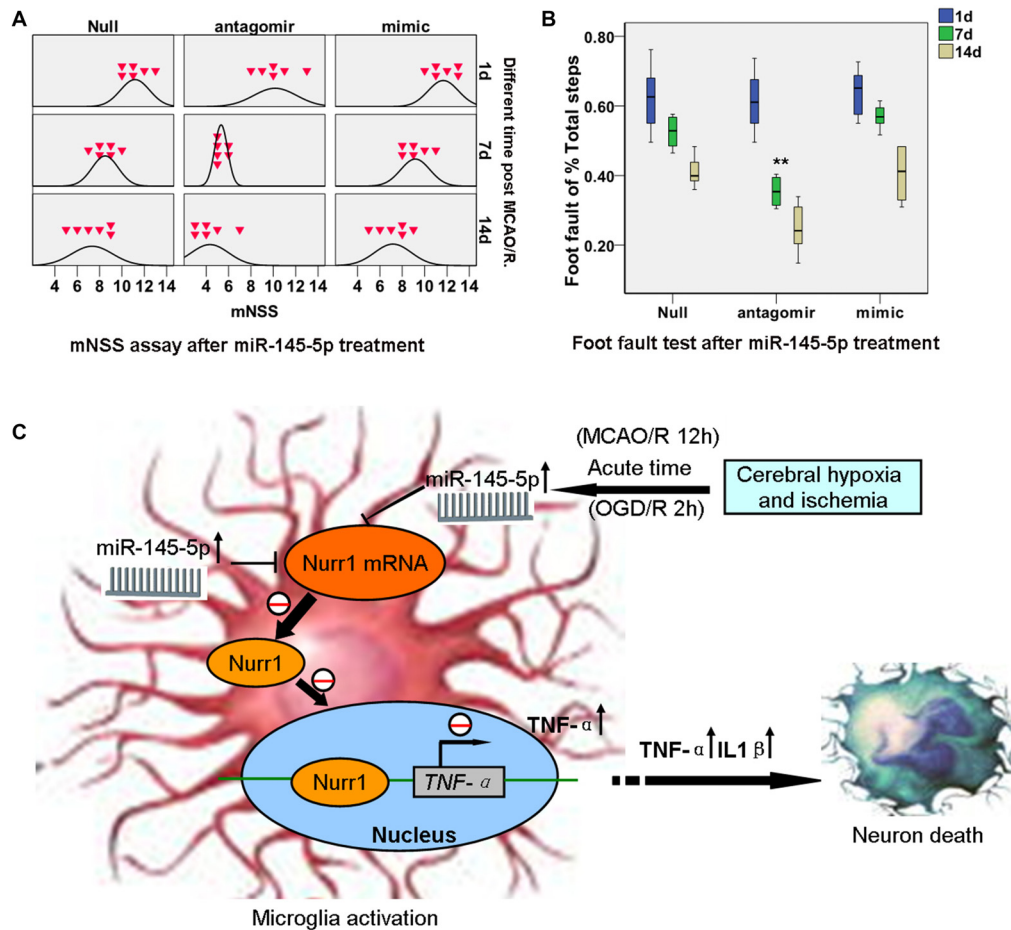 A
Null
antagomir
mimic
1d
7d
14d
Different time post MCAO/R.
4 6 8 10 12 14
4 6 8 10 12 14
4 6 8 10 12 14
mNSS
mNSS assay after miR-145-5p treatment
B
1d
7d
14d
Foot fault of % Total steps
0.80
0.60
0.40
0.20
**
Null
antagomir
mimic
Foot fault test after miR-145-5p treatment
C
(MCAO/R 12h)
Acute time
(OGD/R 2h)
Cerebral hypoxia
and ischemia
miR-145-5p
miR-145-5p
Nurr1 mRNA
Nurr1
TNF-α
Nurr1
TNF-α
Nucleus
TNF-α IL1 β
Neuron death
Microglia activation